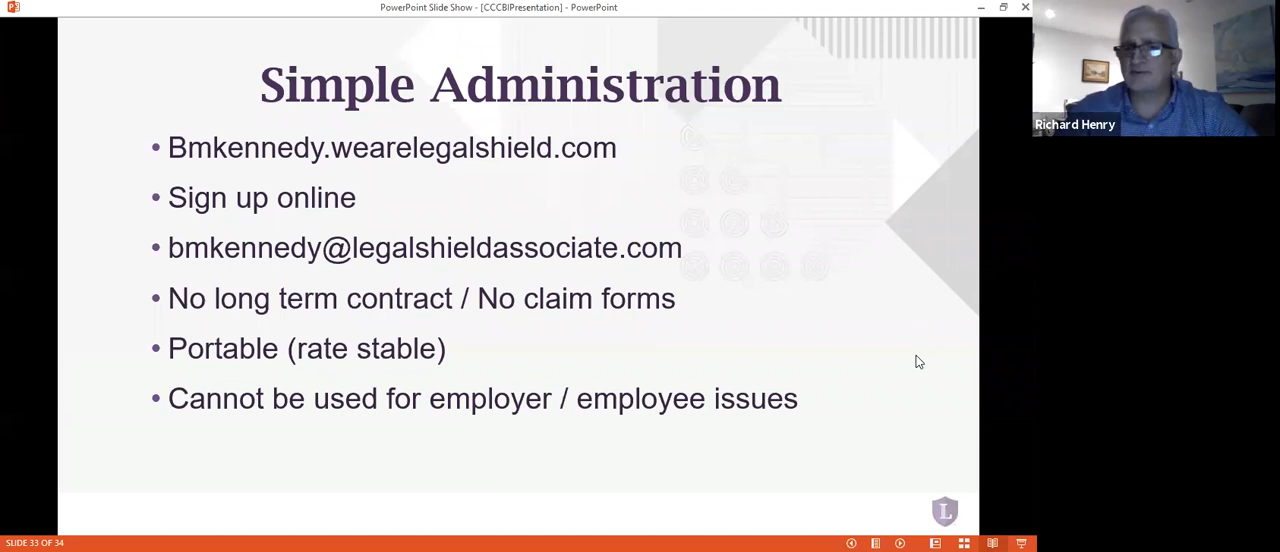 PowerPoint Slide Show - [CCCBIPresentation] - PowerPoint
Simple Administration
• Bmkennedy.wearelegalshield.com
• Sign up online
• bmkennedy@legalshieldassociate.com
• No long term contract / No claim forms
• Portable (rate stable)
• Cannot be used for employer / employee issues
L
SLIDE 33 OF 34
Richard Henry